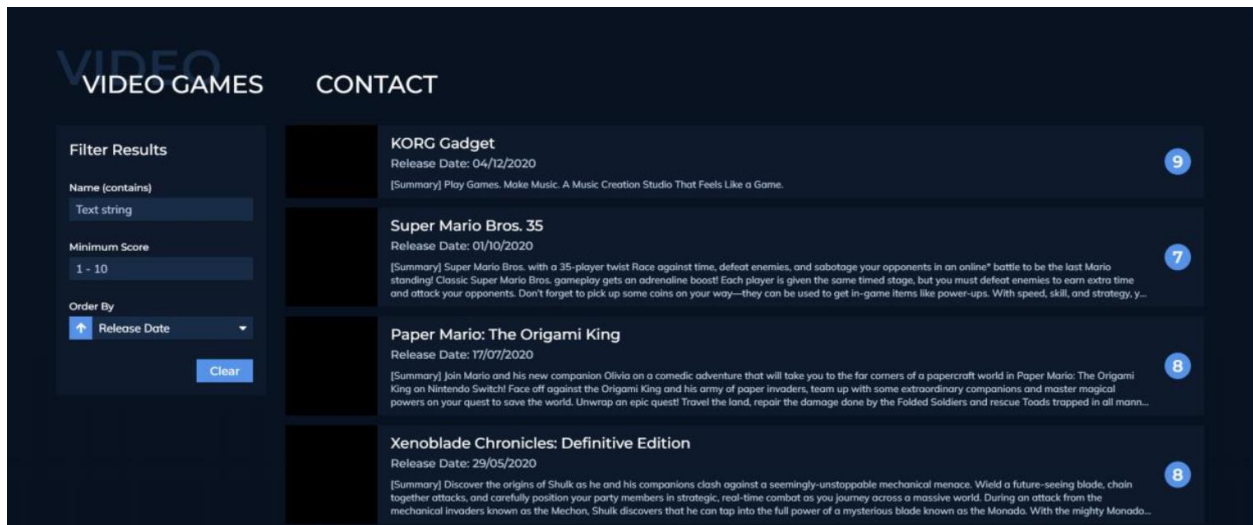 VIDEO
VIDEO GAMES
CONTACT
Filter Results
Name (contains)
Text string
Minimum Score
1 - 10
Order By
Release Date
Clear
KORG Gadget
Release Date: 04/12/2020
[Summary] Play Games. Make Music. A Music Creation Studio That Feels Like a Game.
9
Super Mario Bros. 35
Release Date: 01/10/2020
[Summary] Super Mario Bros. with a 35-player twist Race against time, defeat enemies, and sabotage your opponents in an online* battle to be the last Mario
standing! Classic Super Mario Bros. gameplay gets an adrenaline boost! Each player is given the same timed stage, but you must defeat enemies to earn extra time
and attack your opponents. Don't forget to pick up some coins on your way—they can be used to get in-game items like power-ups. With speed, skill, and strategy, y...
7
Paper Mario: The Origami King
Release Date: 17/07/2020
[Summary] Join Mario and his new companion Olivia on a comedic adventure that will take you to the far corners of a papercraft world in Paper Mario: The Origami
King on Nintendo Switch! Face off against the Origami King and his army of paper invaders, team up with some extraordinary companions and master magical
powers on your quest to save the world. Unwrap an epic quest! Travel the land, repair the damage done by the Folded Soldiers and rescue Toads trapped in all mann...
8
Xenoblade Chronicles: Definitive Edition
Release Date: 29/05/2020
[Summary] Discover the origins of Shulk as he and his companions clash against a seemingly-unstoppable mechanical menace. Wield a future-seeing blade, chain
together attacks, and carefully position your party members in strategic, real-time combat as you journey across a massive world. During an attack from the
mechanical invaders known as the Mechon, Shulk discovers that he can tap into the full power of a mysterious blade known as the Monado. With the mighty Monado...
8